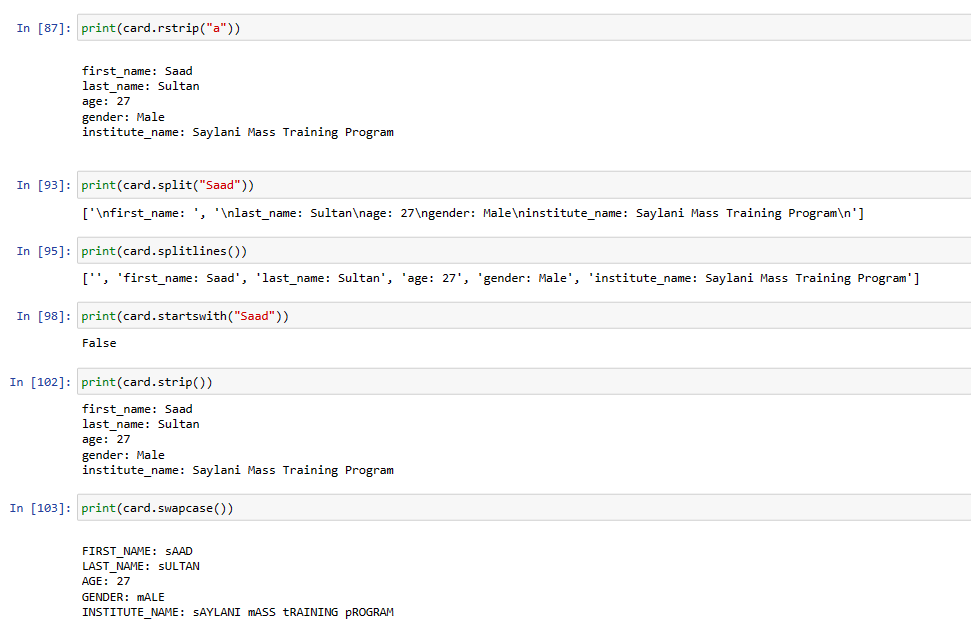 In [87]: print(card.rstrip("a"))
first_name: Saad
last_name: Sultan
age: 27
gender: Male
institute_name: Saylani Mass Training Program
In [93]: print(card.split("Saad"))
['\nfirst_name: ', '\nlast_name: Sultan\nage: 27\ngender: Male\ninstitute_name: Saylani Mass Training Program\n']
In [95]: print(card.splitlines())
['', 'first_name: Saad', 'last_name: Sultan', 'age: 27', 'gender: Male', 'institute_name: Saylani Mass Training Program']
In [98]: print(card.startswith("Saad"))
False
In [102]: print(card.strip())
first_name: Saad
last_name: Sultan
age: 27
gender: Male
institute_name: Saylani Mass Training Program
In [103]: print(card.swapcase())
FIRST_NAME: sAAD
LAST_NAME: sULTAN
AGE: 27
GENDER: mALE
INSTITUTE_NAME: sAYLANI mASS tRAINING pROGRAM